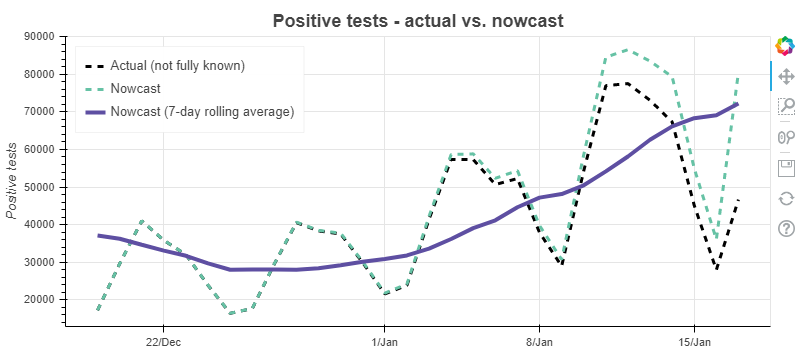 Positive tests - actual vs. nowcast
90000
80000
70000
60000
50000
40000
30000
20000
Positive tests
Actual (not fully known)
Nowcast
Nowcast (7-day rolling average)
22/Dec
1/Jan
8/Jan
15/Jan